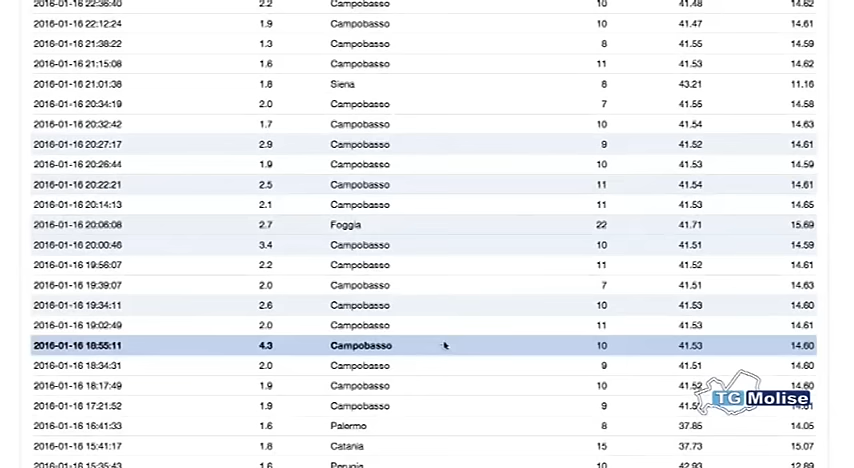 2016-01-16 22:36:40 2.2 Campobasso 10 41.48 14.62
2016-01-16 22:12:24 1.9 Campobasso 10 41.47 14.61
2016-01-16 21:38:22 1.3 Campobasso 8 41.55 14.59
2016-01-16 21:15:08 1.6 Campobasso 11 41.53 14.62
2016-01-16 21:01:38 1.8 Siena 8 43.21 11.16
2016-01-16 20:34:19 2.0 Campobasso 7 41.55 14.58
2016-01-16 20:32:42 1.7 Campobasso 10 41.54 14.63
2016-01-16 20:27:17 2.9 Campobasso 9 41.52 14.61
2016-01-16 20:26:44 1.9 Campobasso 10 41.53 14.59
2016-01-16 20:22:21 2.5 Campobasso 11 41.54 14.61
2016-01-16 20:14:13 2.1 Campobasso 11 41.53 14.65
2016-01-16 20:06:08 2.7 Foggia 22 41.71 15.69
2016-01-16 20:00:46 3.4 Campobasso 10 41.51 14.59
2016-01-16 19:56:07 2.2 Campobasso 11 41.52 14.61
2016-01-16 19:39:07 2.0 Campobasso 7 41.51 14.63
2016-01-16 19:34:11 2.6 Campobasso 10 41.53 14.60
2016-01-16 19:02:49 2.0 Campobasso 11 41.53 14.61
2016-01-16 18:55:11 4.3 Campobasso 10 41.53 14.60
2016-01-16 18:34:31 2.0 Campobasso 9 41.51 14.60
2016-01-16 18:17:49 1.9 Campobasso 10 41.52 14.60
TG Molise
2016-01-16 17:21:52 1.9 Campobasso 9
2016-01-16 16:41:33 1.6 Palermo 8 37.85 14.05
2016-01-16 15:41:17 1.8 Catania 15 37.73 15.07
2016-01-16 15:35:43 1.6 Perugia 10 42.93 12.89